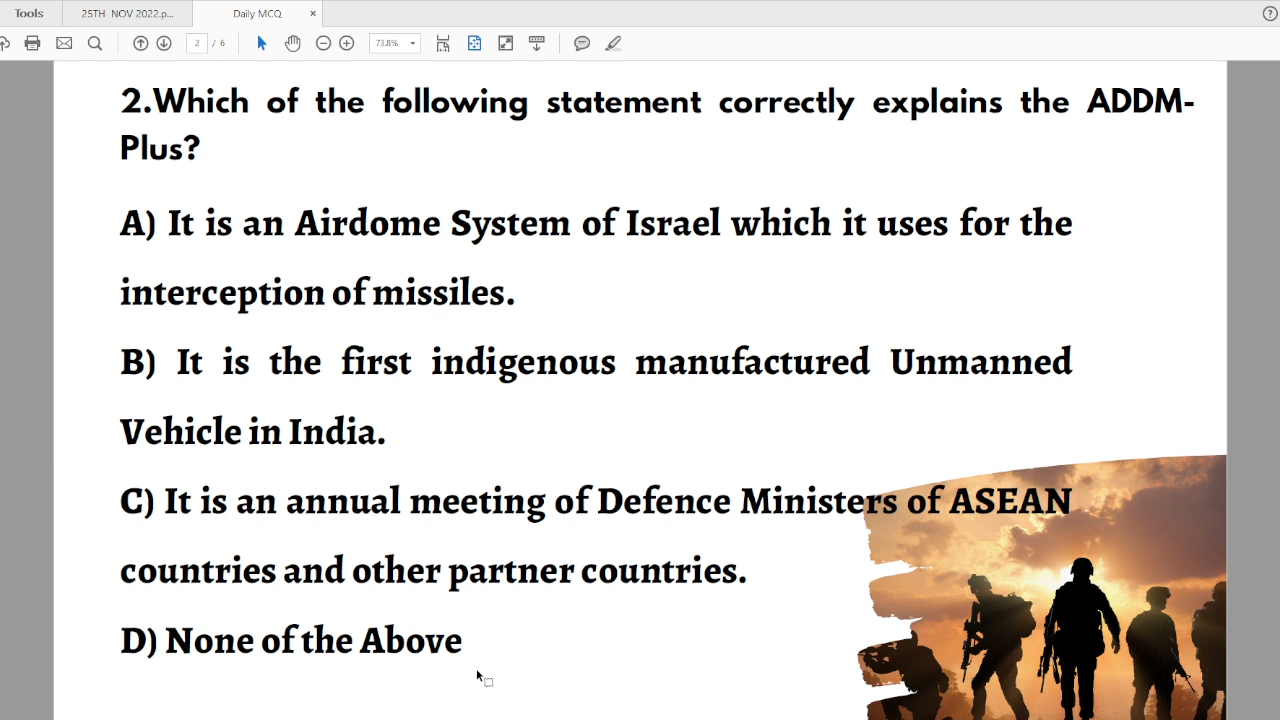 Tools
25TH NOV 2022.p...
Daily MCQ
2 / 6
73.8%
2.Which of the following statement correctly explains the ADDM-
Plus?
A) It is an Airdome System of Israel which it uses for the
interception of missiles.
B) It is the first indigenous manufactured Unmanned
Vehicle in India.
C) It is an annual meeting of Defence Ministers of ASEAN
countries and other partner countries.
D) None of the Above